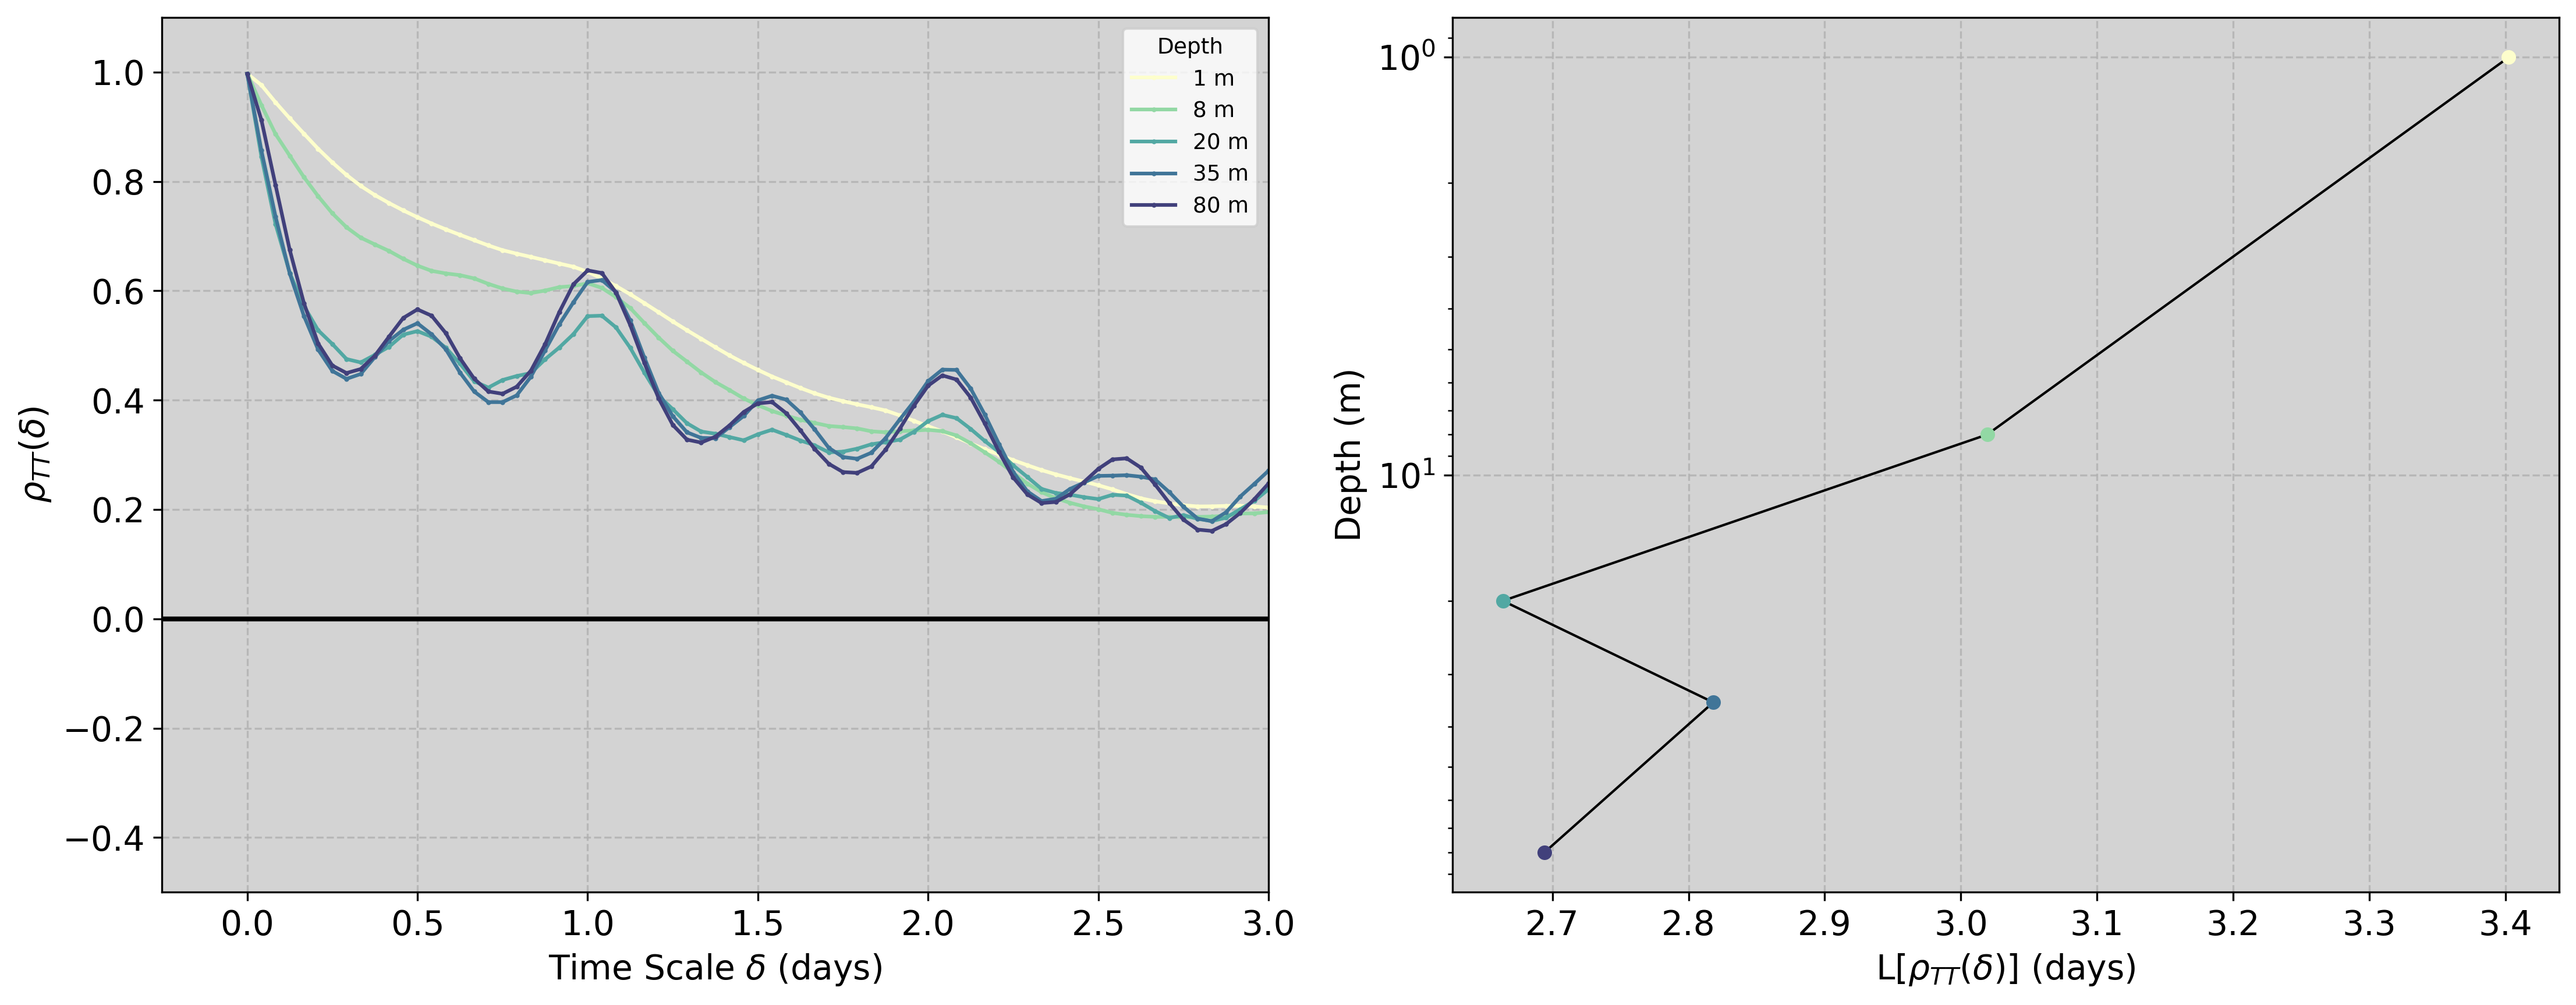 1.0
0.8
0.6
0.4
0.2
0.0
−0.2
−0.4
ρTT(δ)
0.0 0.5 1.0 1.5 2.0 2.5 3.0
Time Scale δ (days)
Depth
1 m
8 m
20 m
35 m
80 m
10⁰
10¹
Depth (m)
2.7 2.8 2.9 3.0 3.1 3.2 3.3 3.4
L[ρTT(δ)] (days)